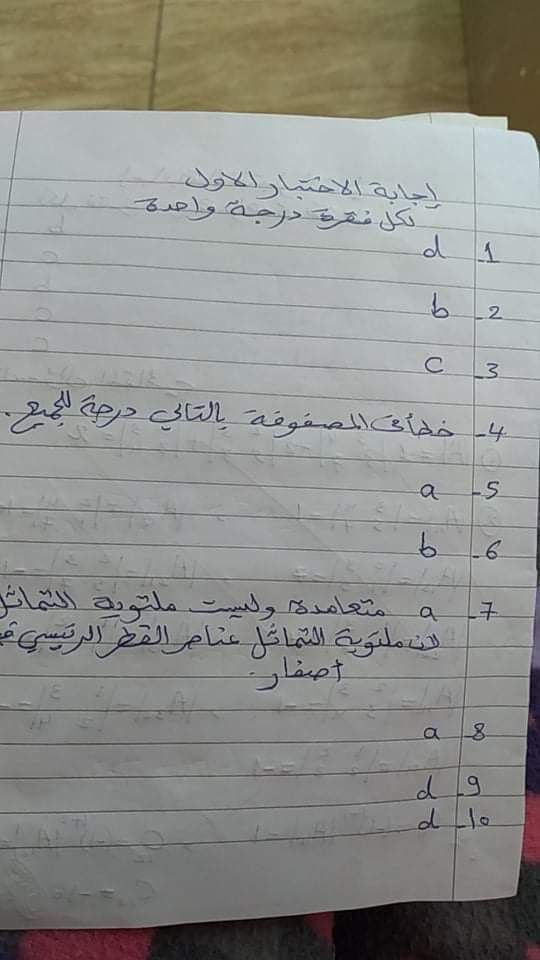 إجابة الاختبار الاول
لكل فقرة درجة واحدة
1- d
2- b
3- c
4- خطأ في المصفوفة بالتالي درجة للجميع.
5- a
6- b
7- a متعامدة وليست ملتوية التماثل
لان ملتوية التماثل عناصر القطر الرئيسي
أصفار.
8- a
9- d
10- d